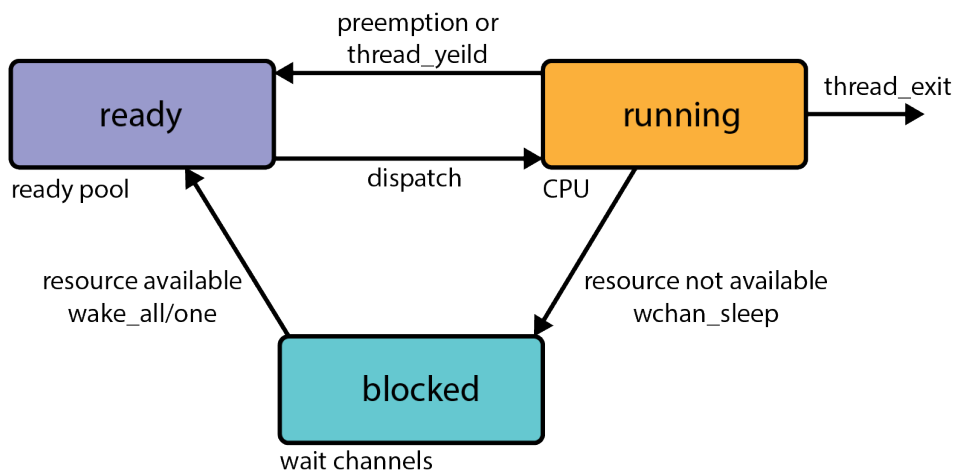 preemption or
thread_yeild
ready
running
thread_exit
dispatch
ready pool
CPU
resource available
wake_all/one
resource not available
wchan_sleep
blocked
wait channels